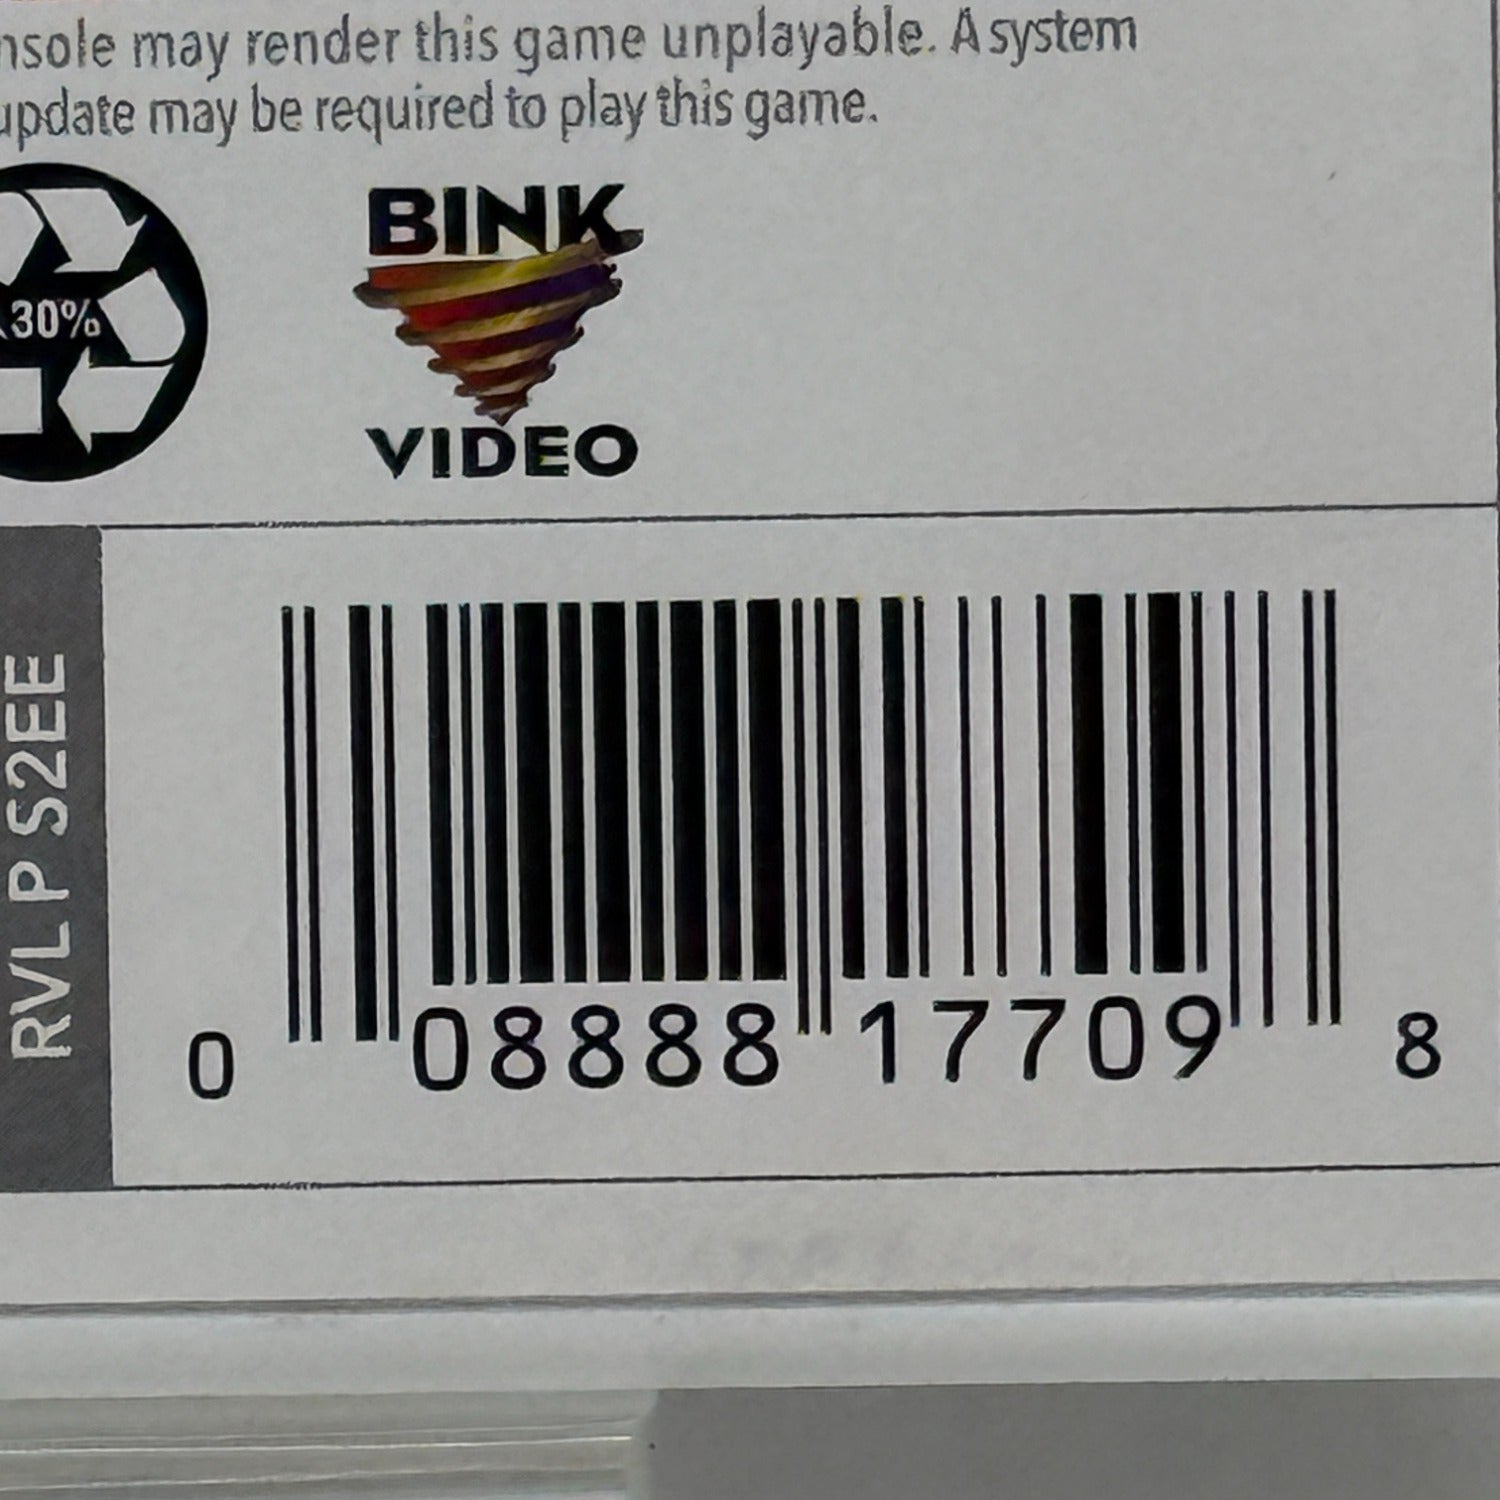 nsole may render this game unplayable. A system
update may be required to play this game.
30%
BINK
VIDEO
RVL P S2EE
0 08888 17709 8